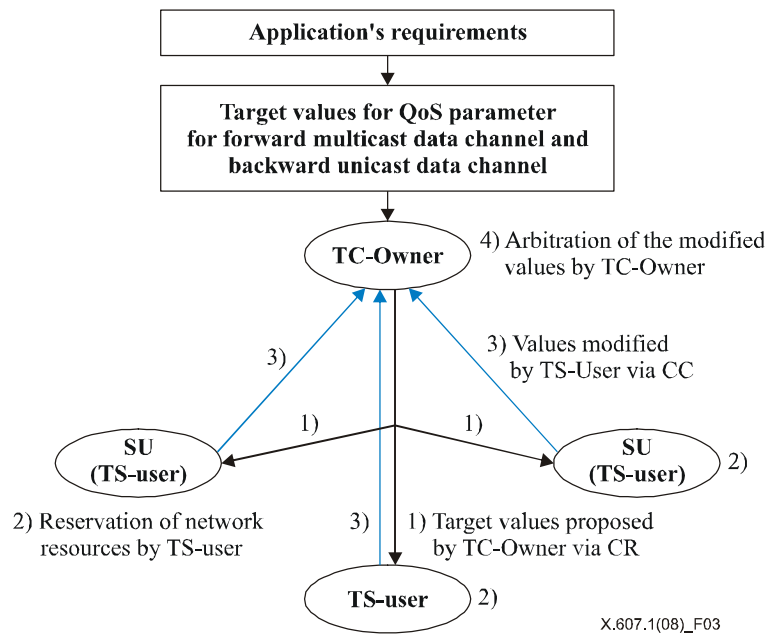 Application's requirements
Target values for QoS parameter
for forward multicast data channel and
backward unicast data channel
TC-Owner
4) Arbitration of the modified
values by TC-Owner
3)
3) Values modified
by TS-User via CC
1)
1)
SU
(TS-user)
SU
(TS-user)
2)
2) Reservation of network
resources by TS-user
3)
1) Target values proposed
by TC-Owner via CR
TS-user
2)
X.607.1(08)_F03